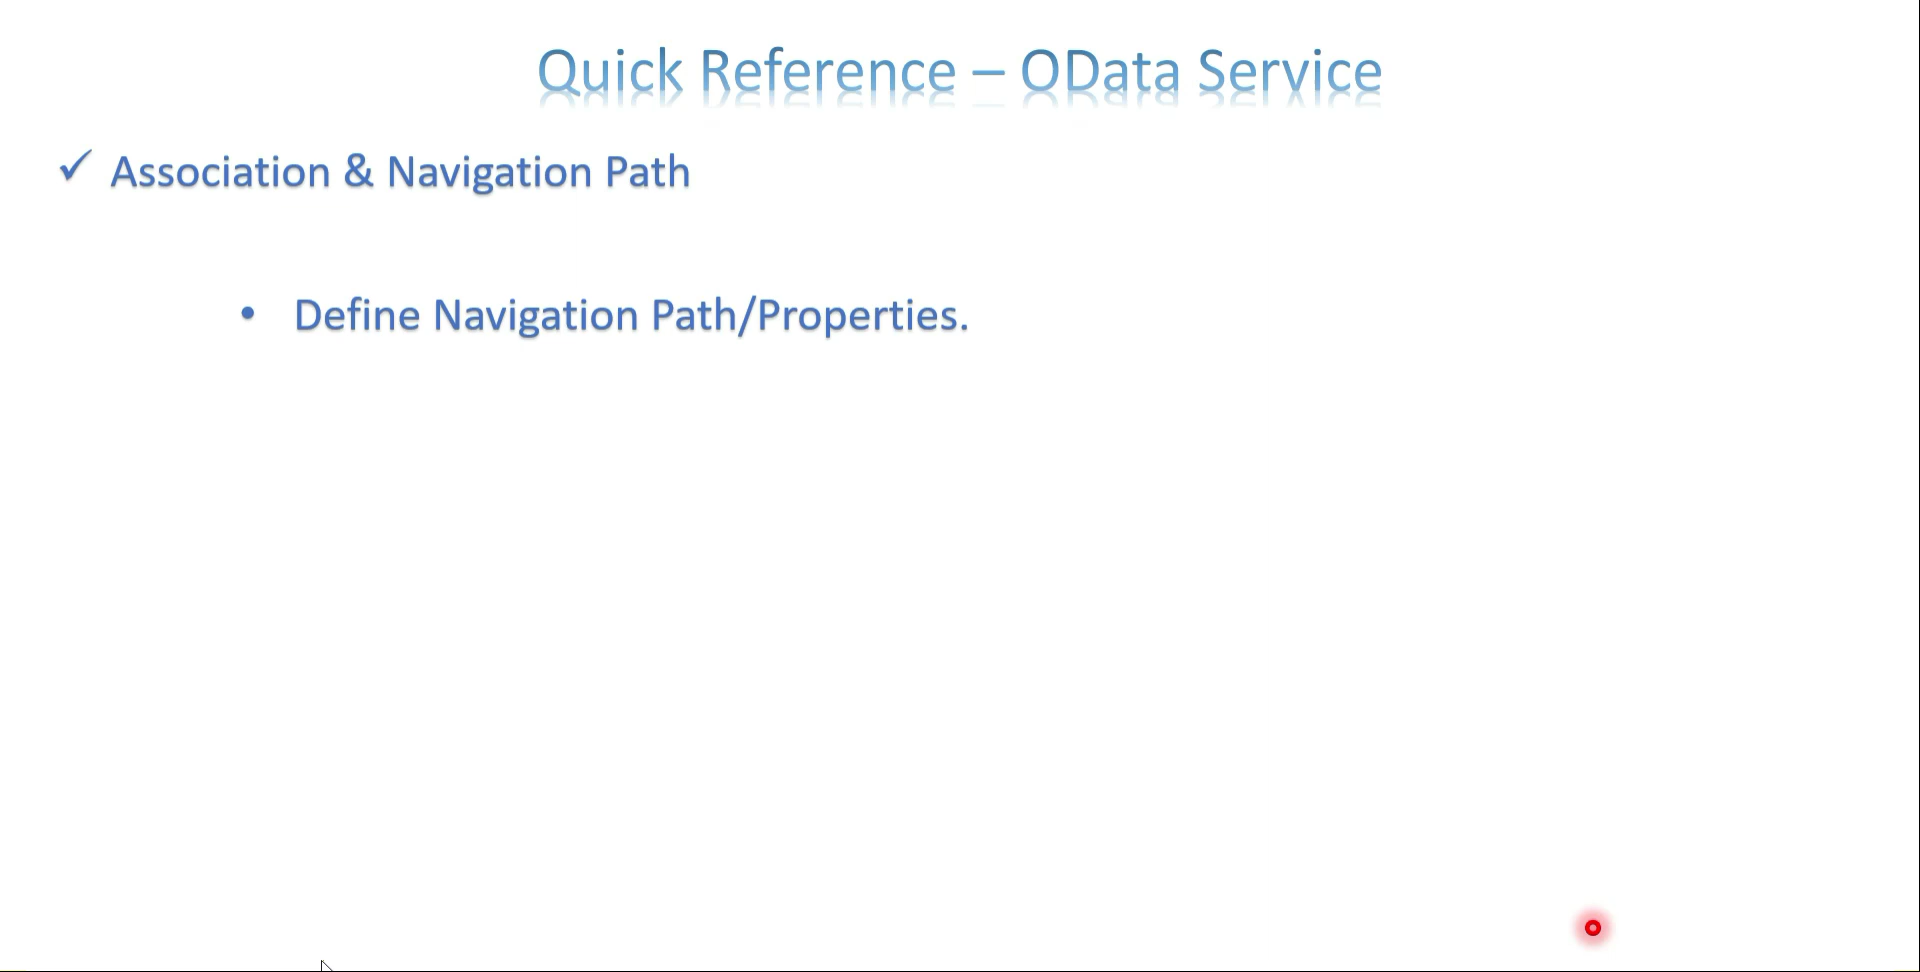 Quick Reference – OData Service
✓ Association & Navigation Path
• Define Navigation Path/Properties.